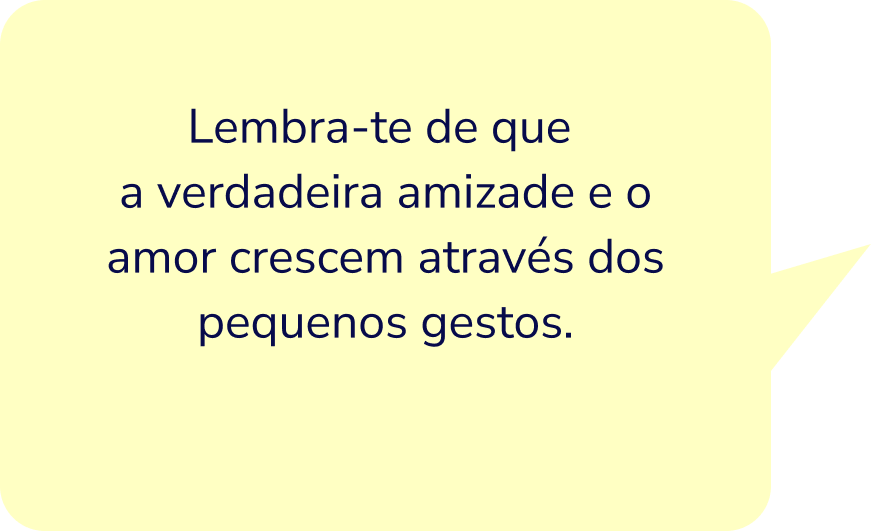 Lembra-te de que
a verdadeira amizade e o
amor crescem através dos
pequenos gestos.